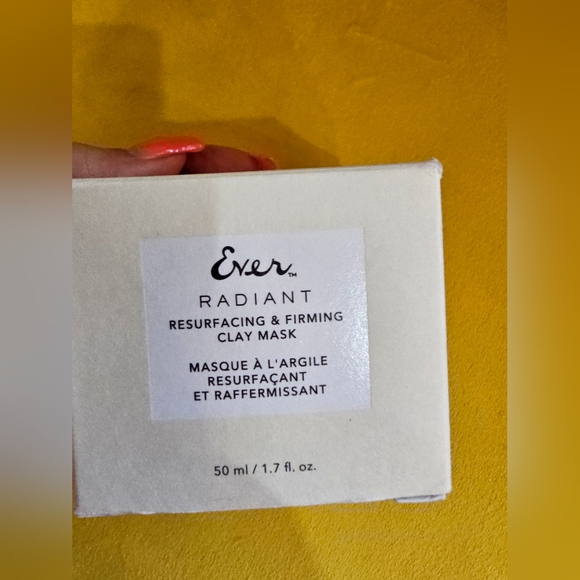 Ever™
RADIANT
RESURFACING & FIRMING
CLAY MASK
MASQUE À L'ARGILE
RESURFAÇANT
ET RAFFERMISSANT
50 ml / 1.7 fl. oz.